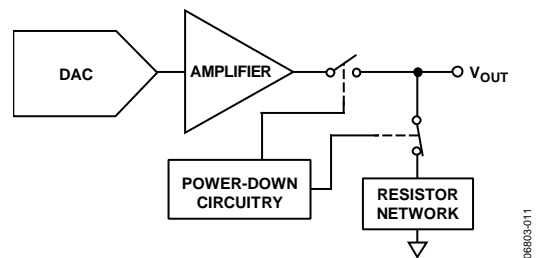 DAC
AMPLIFIER
VOUT
POWER-DOWN
CIRCUITRY
RESISTOR
NETWORK
06803-011